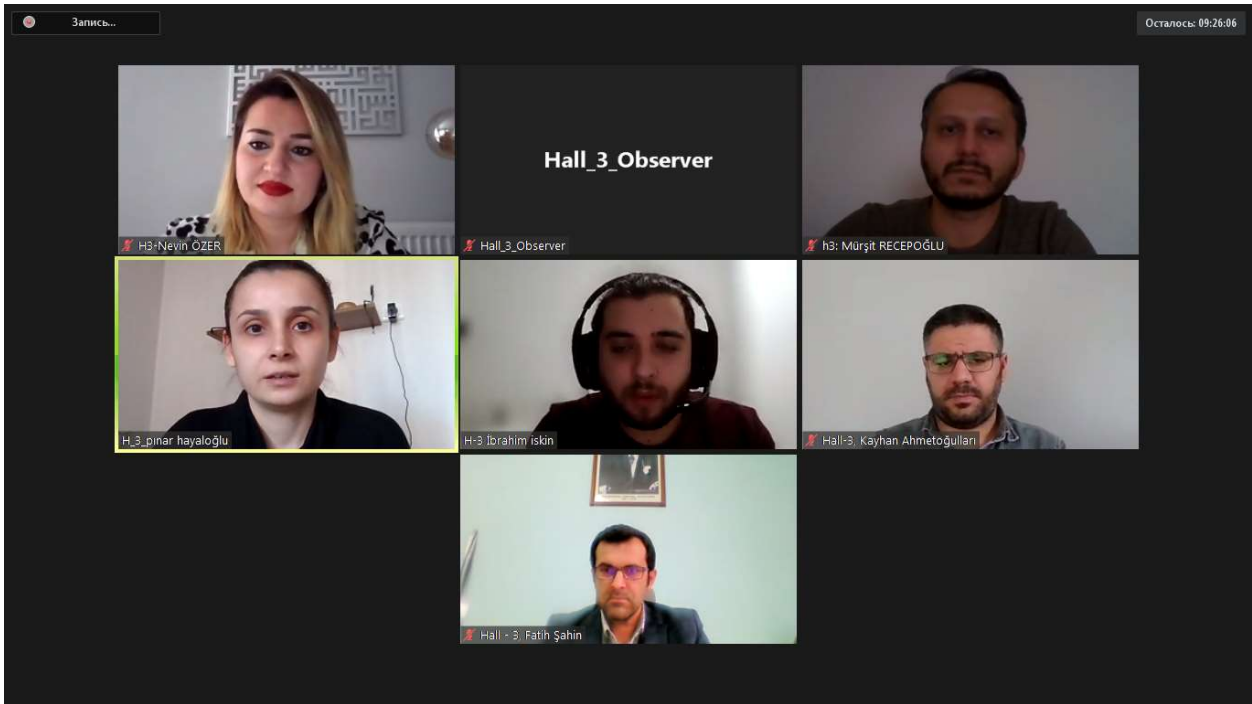 Запись...
Осталось: 09:26:06
Hall_3_Observer
H3-Nevin ÖZER
Hall_3_Observer
h3: Mürşit RECEPOĞLU
H_3_pınar hayaloğlu
H-3 İbrahim iskin
Hall-3, Kayhan Ahmetoğulları
Hall - 3, Fatih Şahin